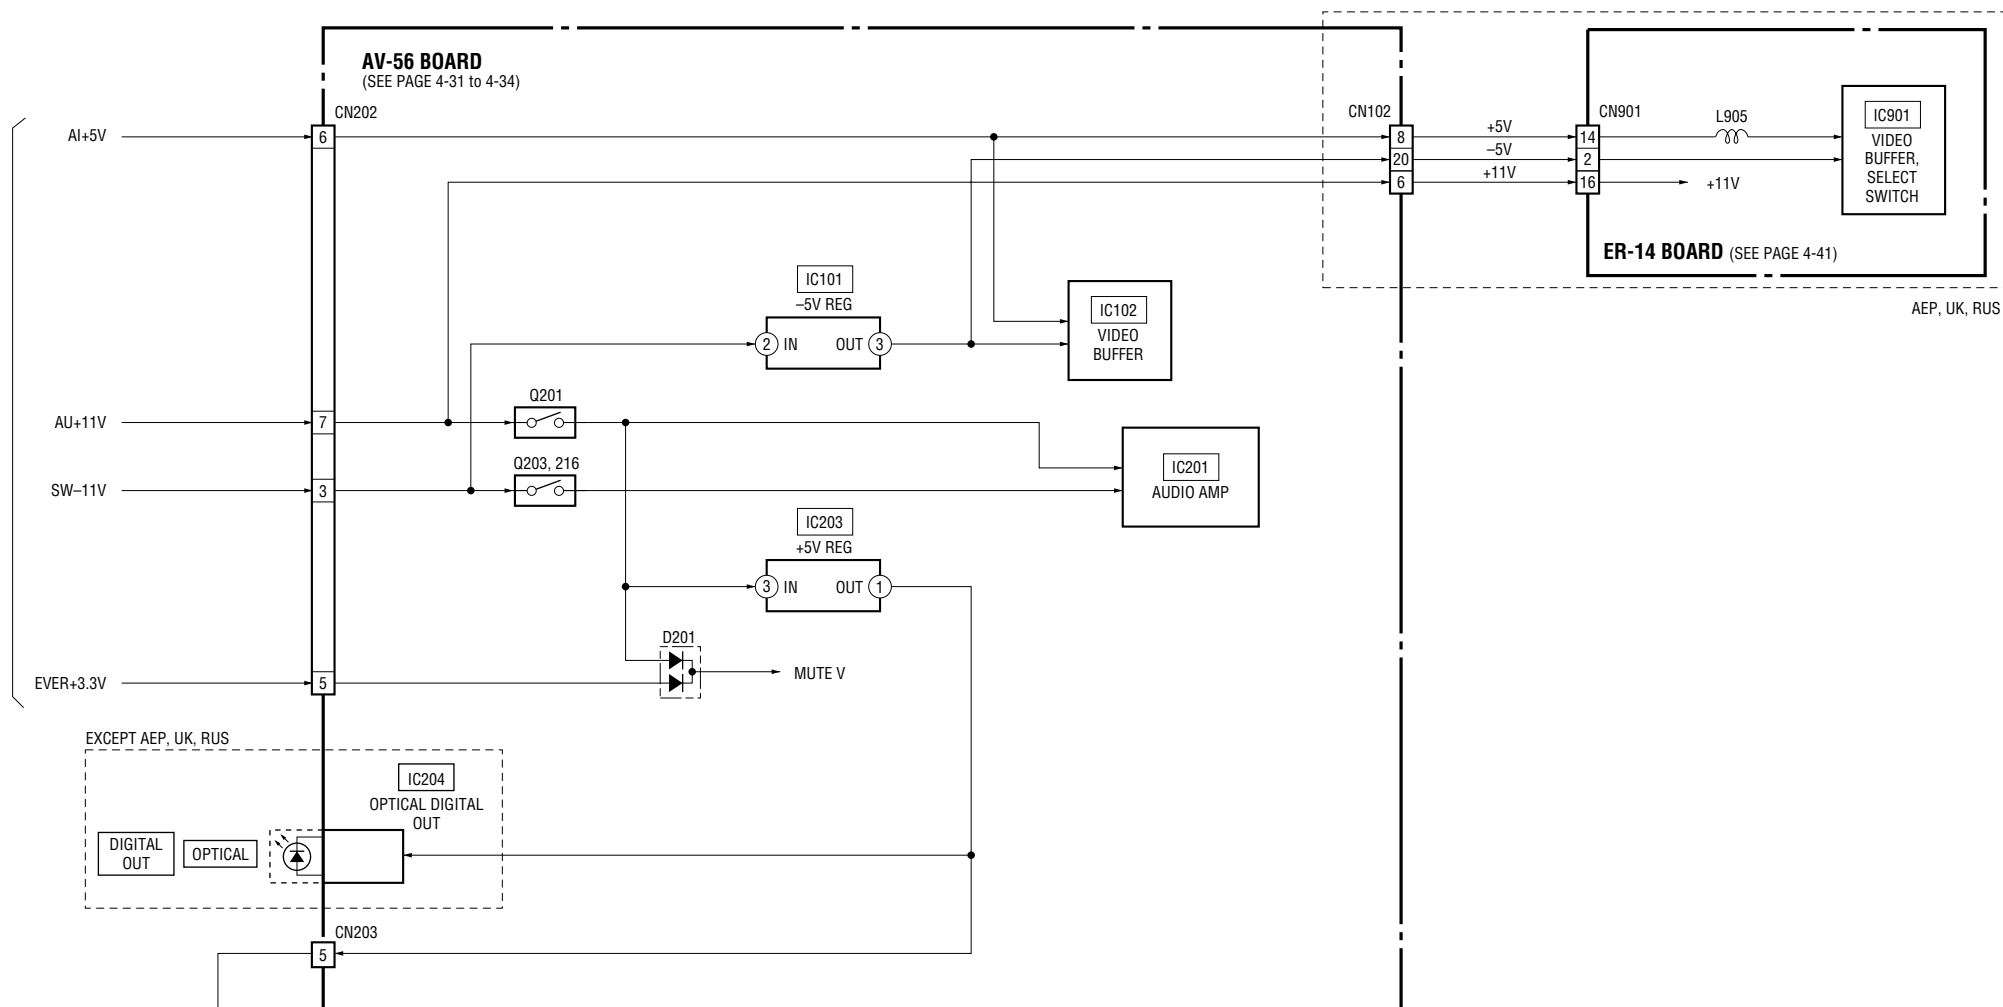 AV-56 BOARD
(SEE PAGE 4-31 to 4-34)
CN202
AI+5V
6
CN102
8
20
6
+5V
–5V
+11V
CN901
14
2
16
L905
+11V
IC901
VIDEO
BUFFER,
SELECT
SWITCH
ER-14 BOARD (SEE PAGE 4-41)
AEP, UK, RUS
IC101
–5V REG
2 IN OUT 3
IC102
VIDEO
BUFFER
AU+11V
7
Q201
SW–11V
3
Q203, 216
IC201
AUDIO AMP
IC203
+5V REG
3 IN OUT 1
D201
MUTE V
EVER+3.3V
5
EXCEPT AEP, UK, RUS
IC204
OPTICAL DIGITAL
OUT
DIGITAL
OUT
OPTICAL
CN203
5